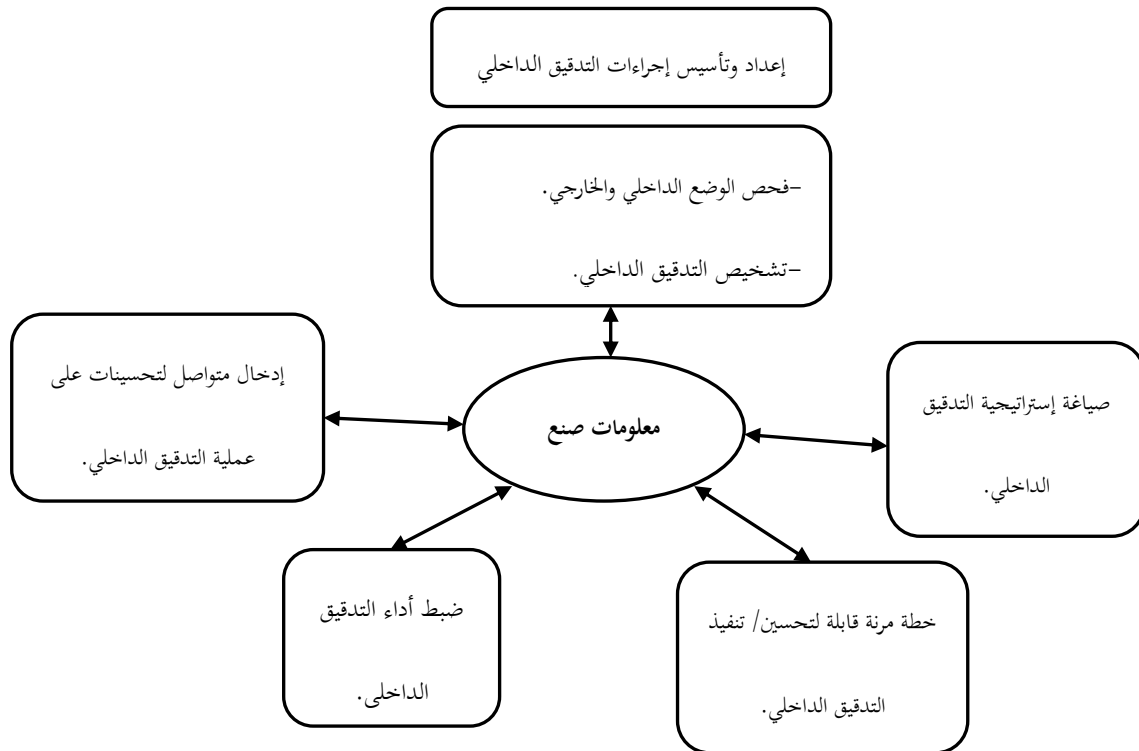 إعداد وتأسيس إجراءات التدقيق الداخلي
–فحص الوضع الداخلي والخارجي.
–تشخيص التدقيق الداخلي.
معلومات صنع
صياغة إستراتيجية التدقيق
الداخلي.
خطة مرنة قابلة لتحسين/ تنفيذ
التدقيق الداخلي.
ضبط أداء التدقيق
الداخلى.
إدخال متواصل لتحسينات على
عملية التدقيق الداخلي.